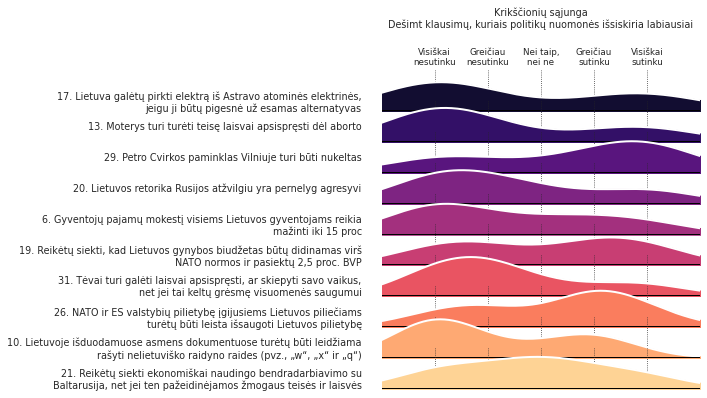 Krikščionių sąjunga
Dešimt klausimų, kuriais politikų nuomonės išsiskiria labiausiai
Visiškai nesutinku
Greičiau nesutinku
Nei taip, nei ne
Greičiau sutinku
Visiškai sutinku
17. Lietuva galėtų pirkti elektrą iš Astravo atominės elektrinės,
jeigu ji būtų pigesnė už esamas alternatyvas
13. Moterys turi turėti teisę laisvai apsispręsti dėl aborto
29. Petro Cvirkos paminklas Vilniuje turi būti nukeltas
20. Lietuvos retorika Rusijos atžvilgiu yra pernelyg agresyvi
6. Gyventojų pajamų mokestį visiems Lietuvos gyventojams reikia
mažinti iki 15 proc
19. Reikėtų siekti, kad Lietuvos gynybos biudžetas būtų didinamas virš
NATO normos ir pasiektų 2,5 proc. BVP
31. Tėvai turi galėti laisvai apsispręsti, ar skiepyti savo vaikus,
net jei tai keltų grėsmę visuomenės saugumui
26. NATO ir ES valstybių pilietybę įgijusiems Lietuvos piliečiams
turėtų būti leista išsaugoti Lietuvos pilietybę
10. Lietuvoje išduodamuose asmens dokumentuose turėtų būti leidžiama
rašyti nelietuviško raidyno raides (pvz., „w“, „x“ ir „q“)
21. Reikėtų siekti ekonomiškai naudingo bendradarbiavimo su
Baltarusija, net jei ten pažeidinėjamos žmogaus teisės ir laisvės